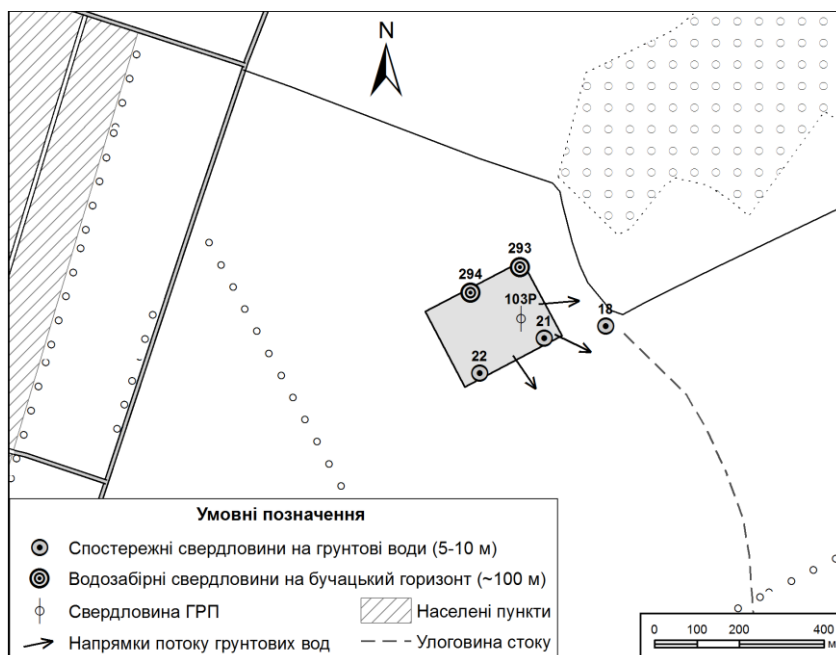 N
293
294
103Р
21
18
22
Умовні позначення
Спостережні свердловини на грунтові води (5-10 м)
Водозабірні свердловини на бучацький горизонт (~100 м)
Свердловина ГРП
Населені пункти
Напрямки потоку грунтових вод
Улоговина стоку
0 100 200 400
м